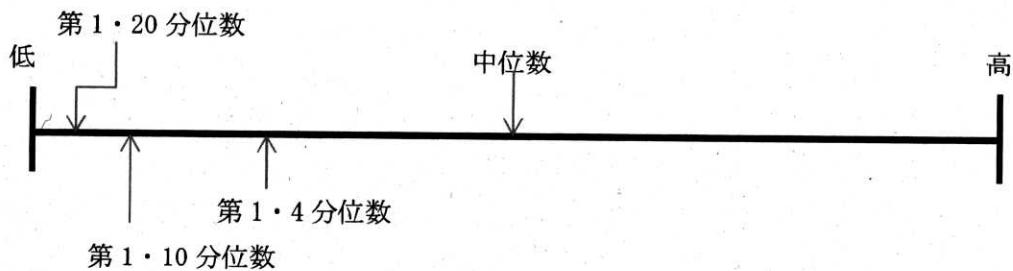 第1・20分位数
低
中位数
高
第1・4分位数
第1・10分位数